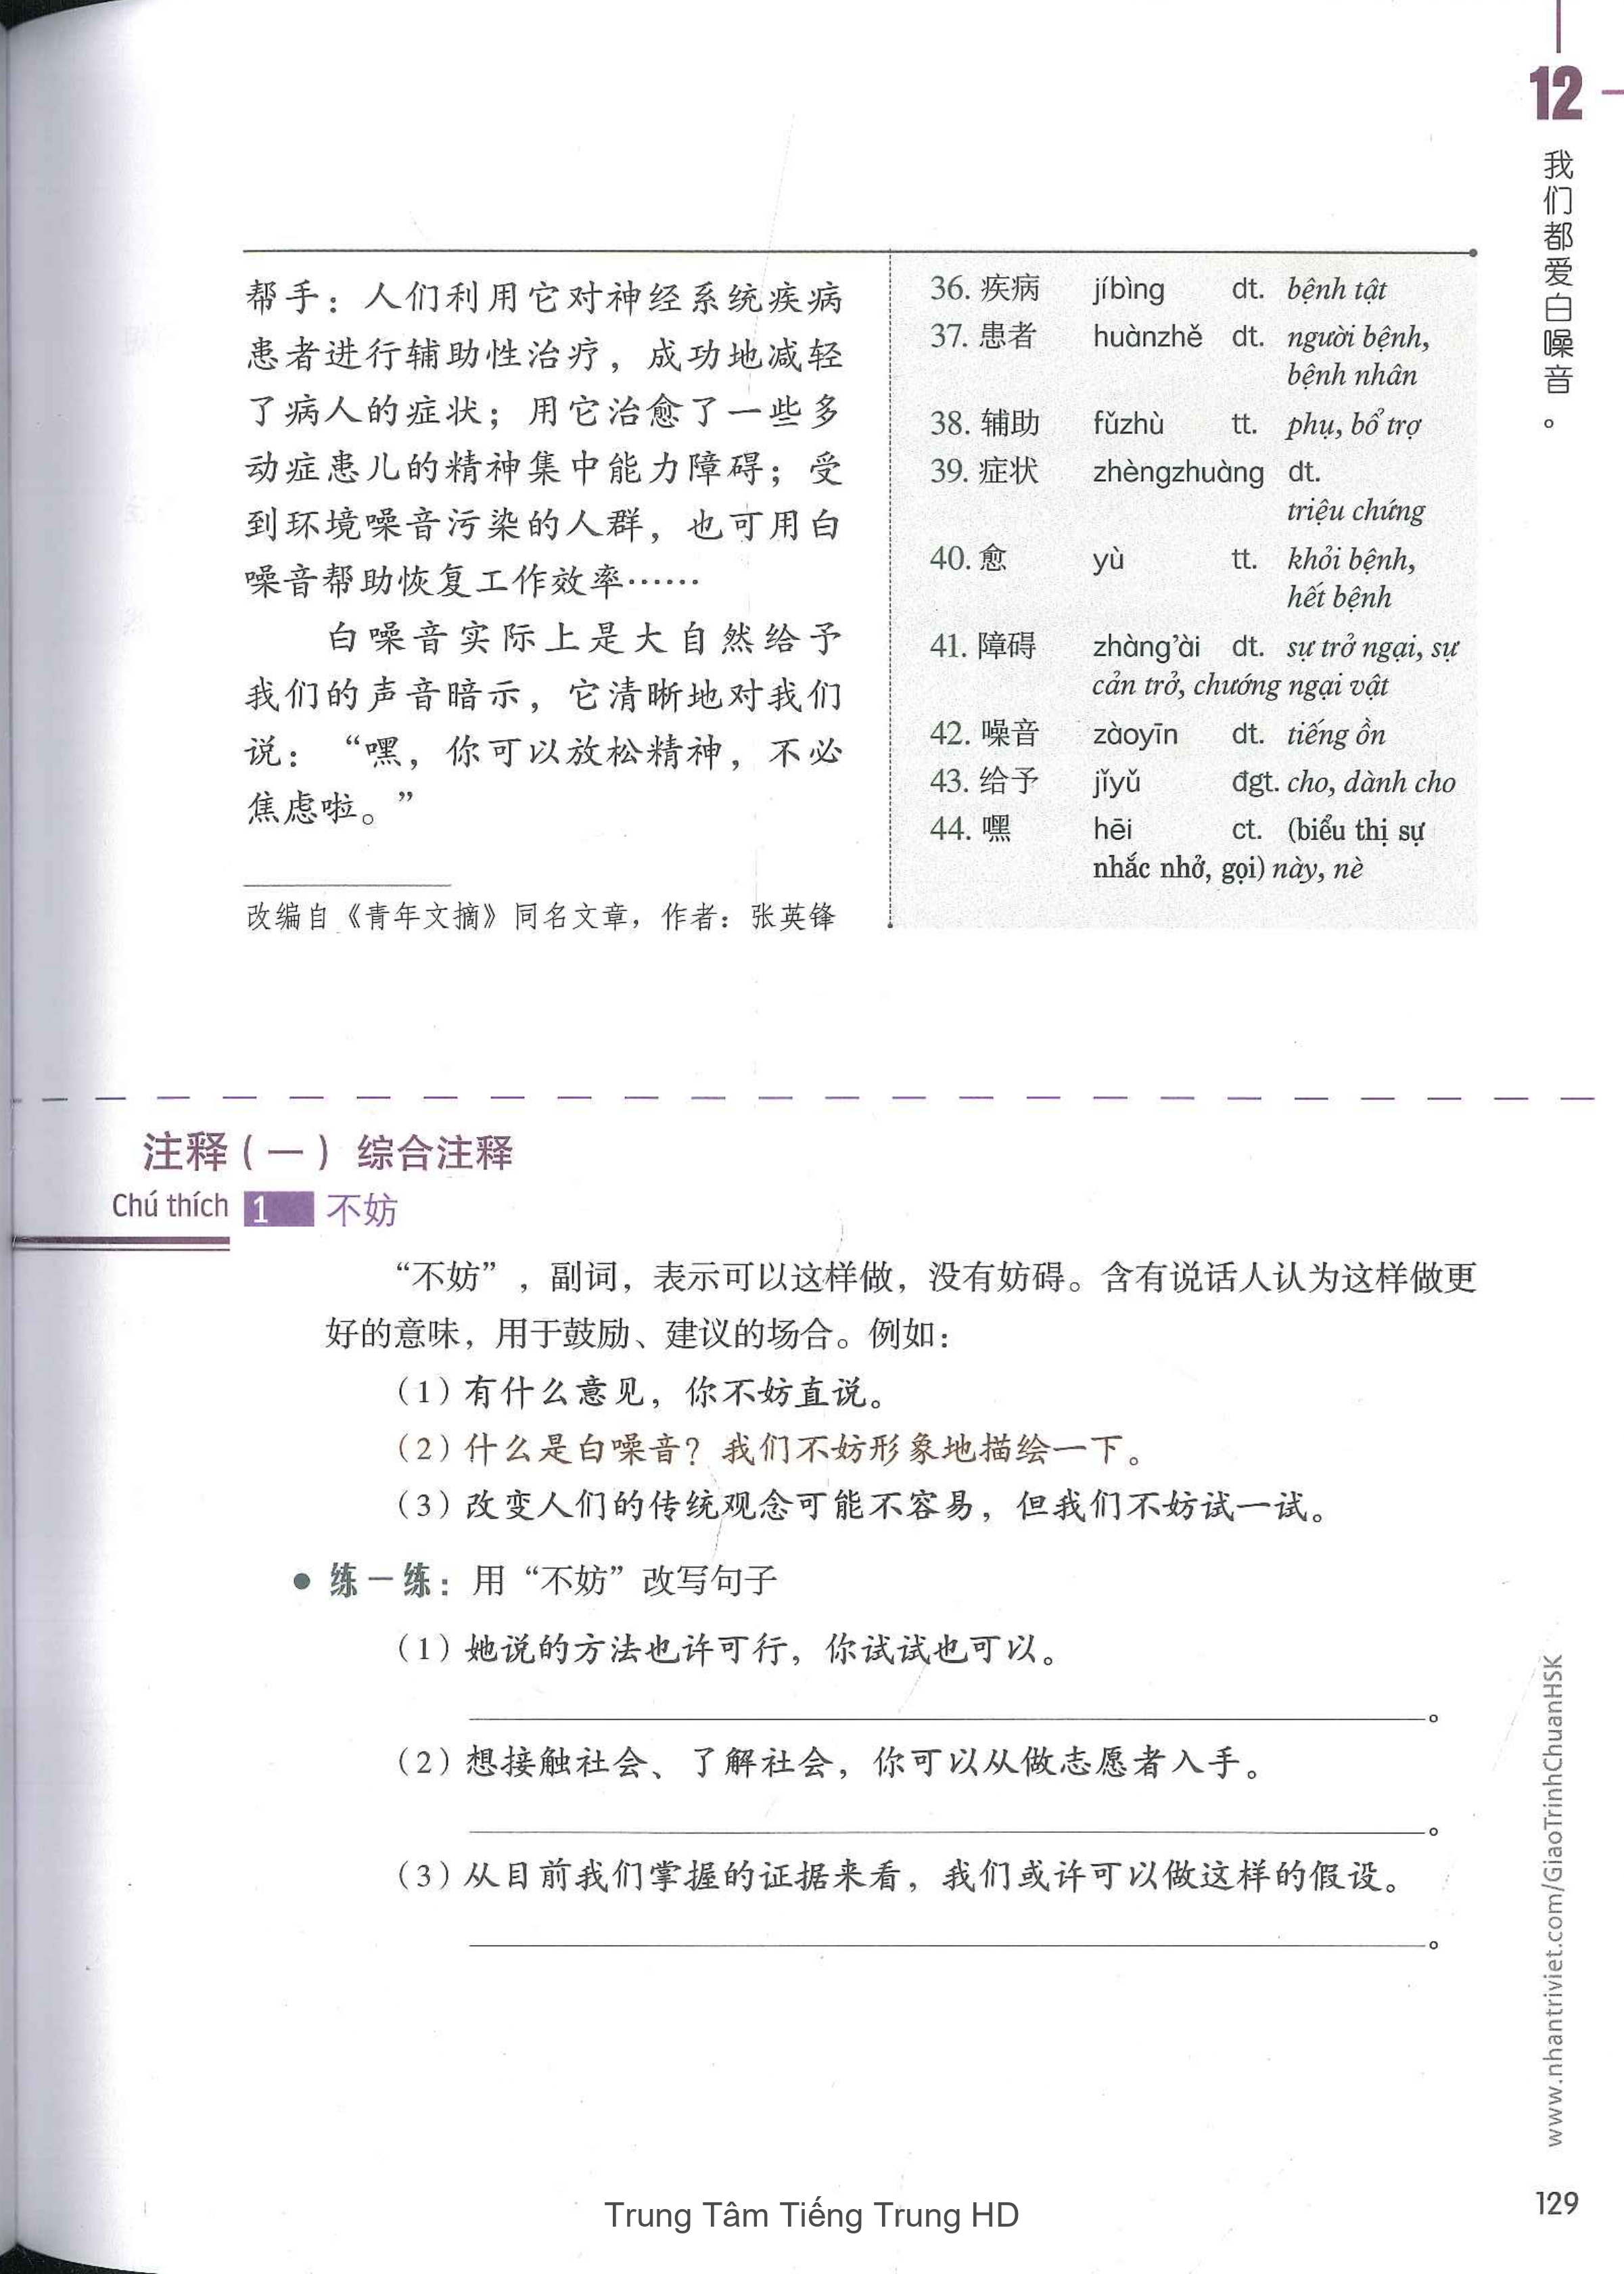 12
我们都爱白噪音。
帮手：人们利用它对神经系统疾病
患者进行辅助性治疗，成功地减轻
了病人的症状；用它治愈了一些多
动症患儿的精神集中能力障碍；受
到环境噪音污染的人群，也可用白
噪音帮助恢复工作效率……
白噪音实际上是大自然给予
我们的声音暗示，它清晰地对我们
说：“嘿，你可以放松精神，不必
焦虑啦。”
改编自《青年文摘》同名文章，作者：张英锋
36. 疾病 jíbìng dt. bệnh tật
37. 患者 huànzhě dt. người bệnh,
bệnh nhân
38. 辅助 fǔzhù tt. phụ, bổ trợ
39. 症状 zhèngzhuàng dt.
triệu chứng
40. 愈 yù tt. khỏi bệnh,
hết bệnh
41. 障碍 zhàng’ài dt. sự trở ngại, sự
cản trở, chướng ngại vật
42. 噪音 zàoyīn dt. tiếng ồn
43. 给予 jǐyǔ đgt. cho, dành cho
44. 嘿 hēi ct. (biểu thị sự
nhắc nhở, gọi) này, nè
注释（一）综合注释
Chú thích 1 不妨
“不妨”，副词，表示可以这样做，没有妨碍。含有说话人认为这样做更
好的意味，用于鼓励、建议的场合。例如：
（1）有什么意见，你不妨直说。
（2）什么是白噪音？我们不妨形象地描绘一下。
（3）改变人们的传统观念可能不容易，但我们不妨试一试。
● 练一练：用“不妨”改写句子
（1）她说的方法也许可行，你试试也可以。
。
（2）想接触社会、了解社会，你可以从做志愿者入手。
。
（3）从目前我们掌握的证据来看，我们或许可以做这样的假设。
。
www.nhantriviet.com/GiaoTrinhChuanHSK
129
Trung Tâm Tiếng Trung HD